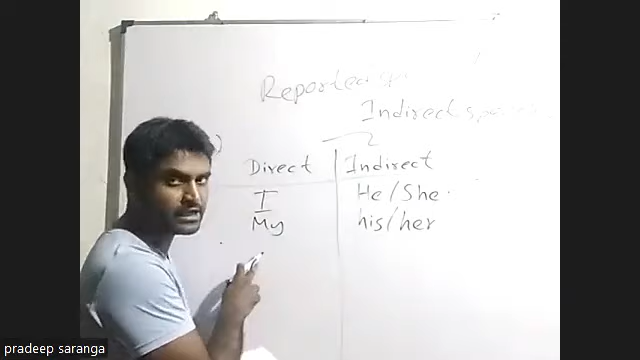 Reported
Indirect
Direct Indirect
I He/She.
My his/her
pradeep saranga